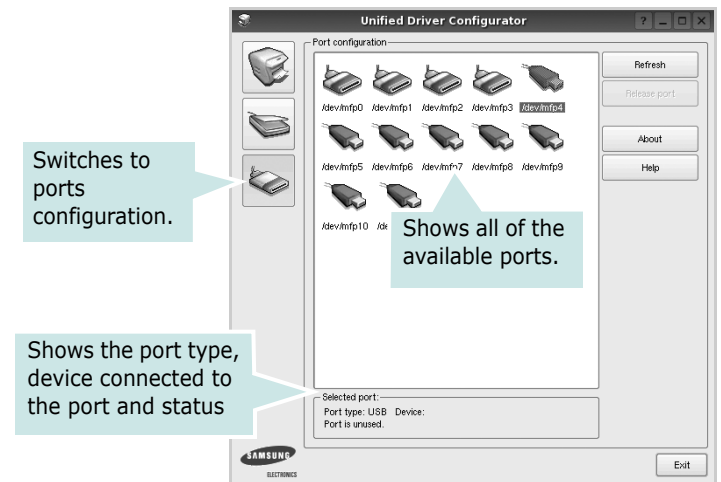 Unified Driver Configurator
Port configuration
/dev/mfp0 /dev/mfp1 /dev/mfp2 /dev/mfp3 /dev/mfp4
/dev/mfp5 /dev/mfp6 /dev/mfp7 /dev/mfp8 /dev/mfp9
/dev/mfp10 /de
Refresh
Release port
About
Help
Switches to
ports
configuration.
Shows all of the
available ports.
Shows the port type,
device connected to
the port and status
Selected port:
Port type: USB Device:
Port is unused.
SAMSUNG
ELECTRONICS
Exit